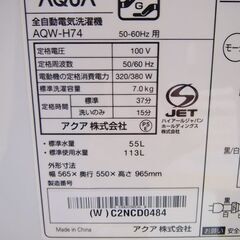 AQUA
全自動電気洗濯機
AQW-H74
50-60Hz 用
定格電圧 100 V
定格周波数 50/60 Hz
電動機の定格消費電力 320/380 W
標準洗濯容量 7.0kg
定格時間 標準 37分
洗いのみ 15分
アクア 株式会社
標準水量 55L
標準使用水量 113L
外形寸法
幅 565× 奥行 550× 高さ 965mm
製造番号
(W)C2NCD0484
G
JET
ハイアールジャパン
ホールディングス
株式会社